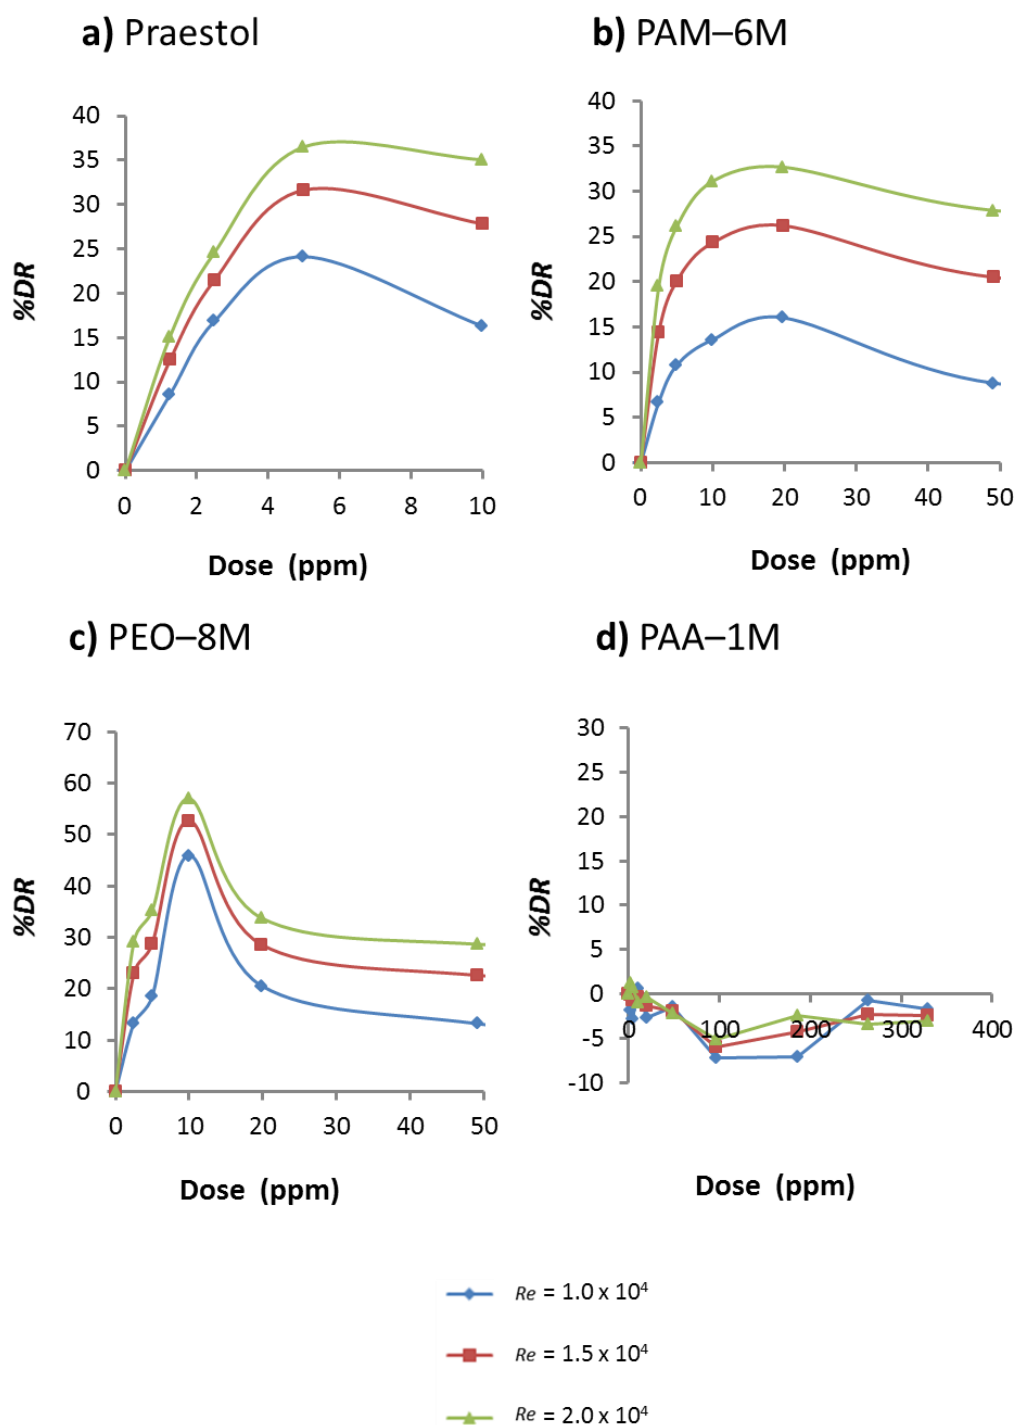 a) Praestol
b) PAM–6M
40
35
30
25
20
15
10
5
0
%DR
0 2 4 6 8 10
Dose (ppm)
40
35
30
25
20
15
10
5
0
%DR
0 10 20 30 40 50
Dose (ppm)
c) PEO–8M
d) PAA–1M
70
60
50
40
30
20
10
0
%DR
0 10 20 30 40 50
Dose (ppm)
30
25
20
15
10
5
0
-5
-10
%DR
0 100 200 300 400
Dose (ppm)
Re = 1.0 x 10⁴
Re = 1.5 x 10⁴
Re = 2.0 x 10⁴